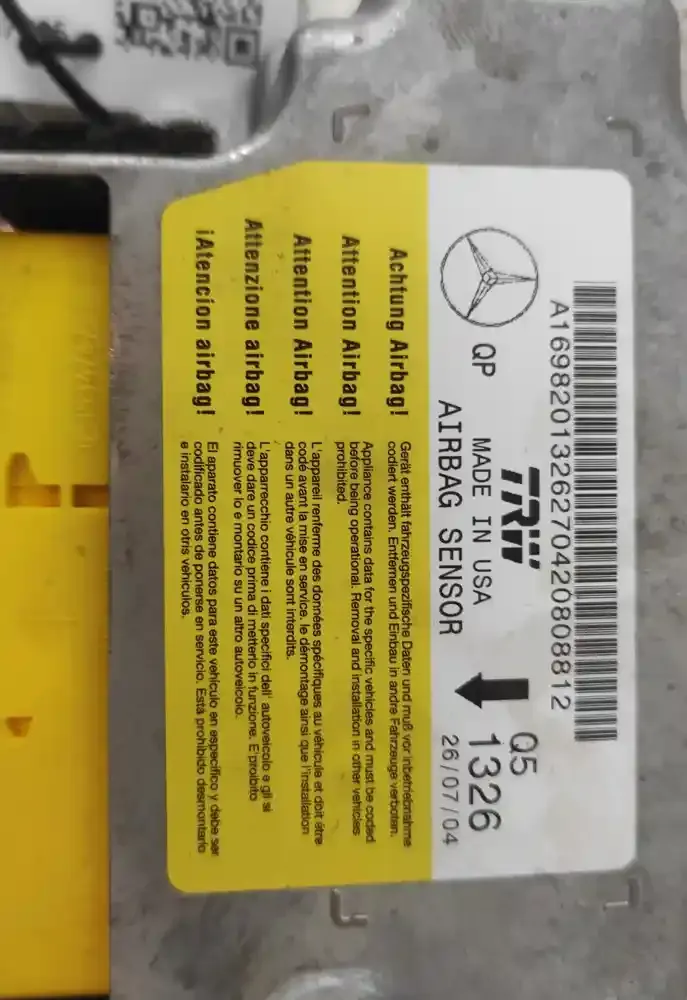 A1698201326270420808812
TRW
Q5
QP
MADE IN USA
1326
AIRBAG SENSOR
26/07/04
Achtung Airbag!
Gerät enthält fahrzeugspezifische Daten und muß vor Inbetriebnahme
codiert werden. Entfernen und Einbau in andre Fahrzeuge verboten.
Attention Airbag!
Appliance contains data for the specific vehicles and must be coded
before being operational. Removal and installation in other vehicles
prohibited.
Attention Airbag!
L'appareil renferme des données spécifiques au véhicule et doit être
codé avant la mise en service. le démontage ainsi que l'installation
dans un autre véhicule sont interdits.
Attenzione airbag!
L'apparrecchio contiene i dati specifici dell' autoveicolo e gli si
deve dare un codice prima di metterlo in funzione. E'proibito
rimuover lo e montario su un altro autoveicolo.
¡Atencion airbag!
El aparato contiene datos para este vehículo en especifico y debe ser
codificado antes de ponerse en servicio. Está prohibido desmontarlo
e instalarlo en otris vehiculos.